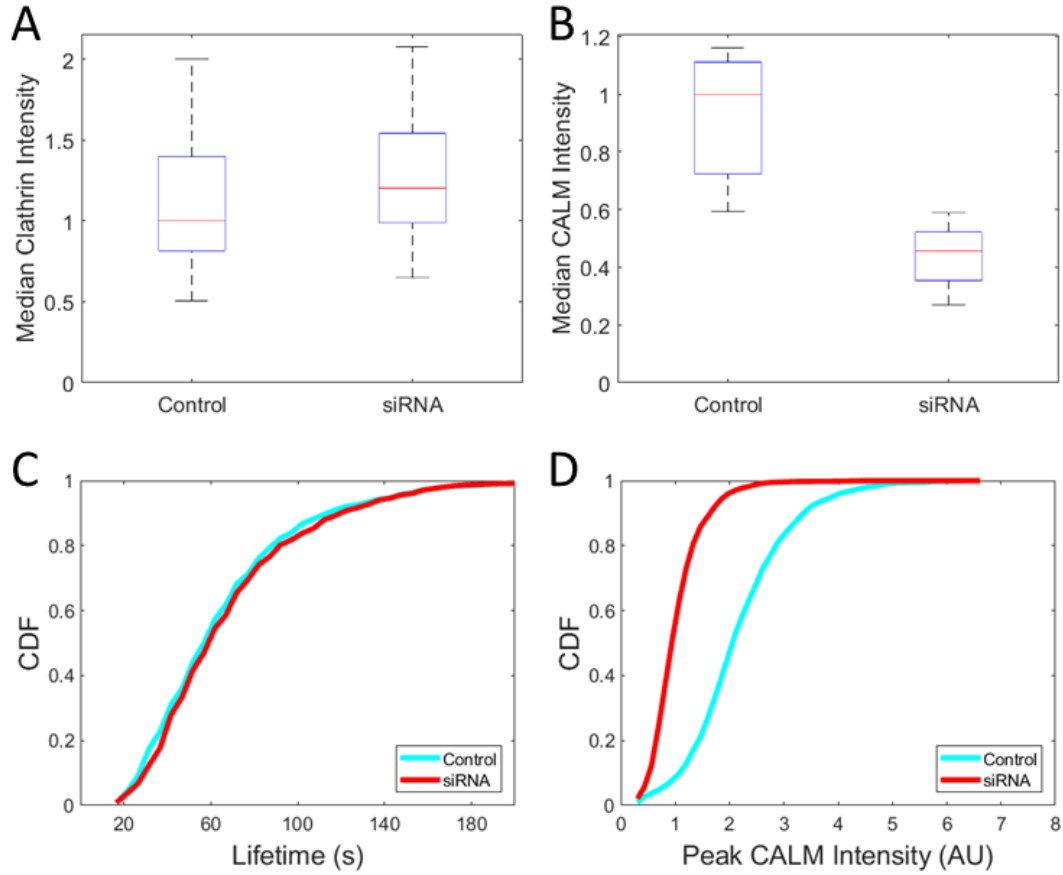 A
Median Clathrin Intensity
2
1.5
1
0.5
0
Control
siRNA
B
Median CALM Intensity
1.2
1
0.8
0.6
0.4
0.2
0
Control
siRNA
C
CDF
1
0.8
0.6
0.4
0.2
0
20
60
100
140
180
Lifetime (s)
Control
siRNA
D
CDF
1
0.8
0.6
0.4
0.2
0
0
1
2
3
4
5
6
7
8
Peak CALM Intensity (AU)
Control
siRNA